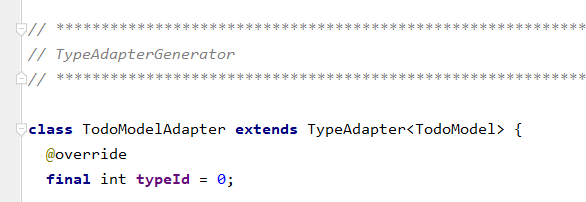 // **************************************************************
// TypeAdapterGenerator
// **************************************************************
class TodoModelAdapter extends TypeAdapter<TodoModel> {
@override
final int typeId = 0;